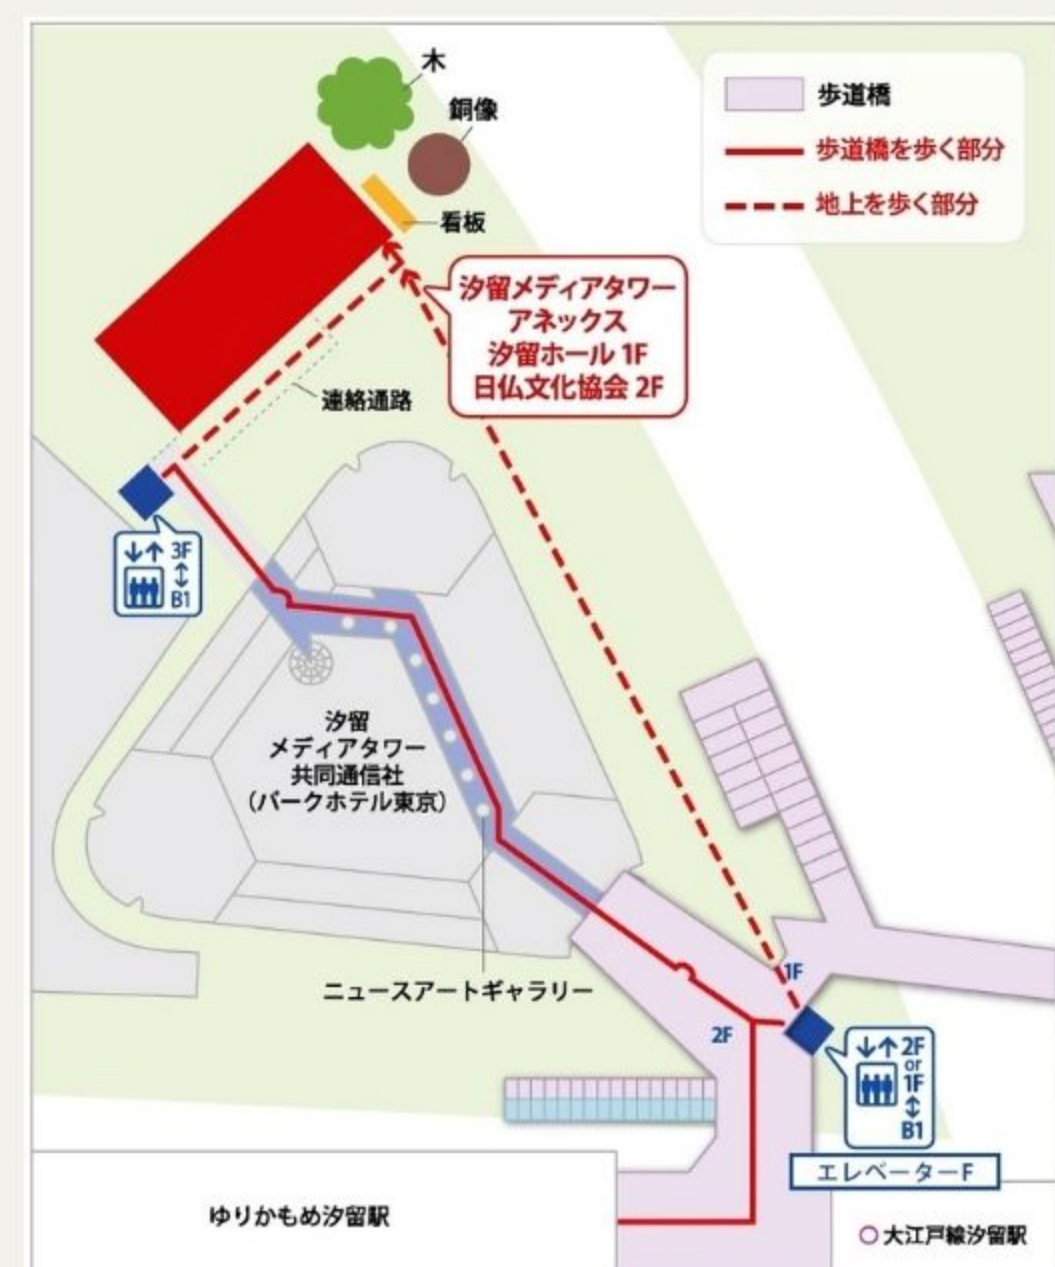 木
銅像
看板
歩道橋
歩道橋を歩く部分
地上を歩く部分
汐留メディアタワー
アネックス
汐留ホール 1F
日仏文化協会 2F
連絡通路
3F
B1
汐留
メディアタワー
共同通信社
(パークホテル東京)
ニュースアートギャラリー
1F
2F
2F
or
1F
B1
エレベーターF
ゆりかもめ汐留駅
大江戸線汐留駅